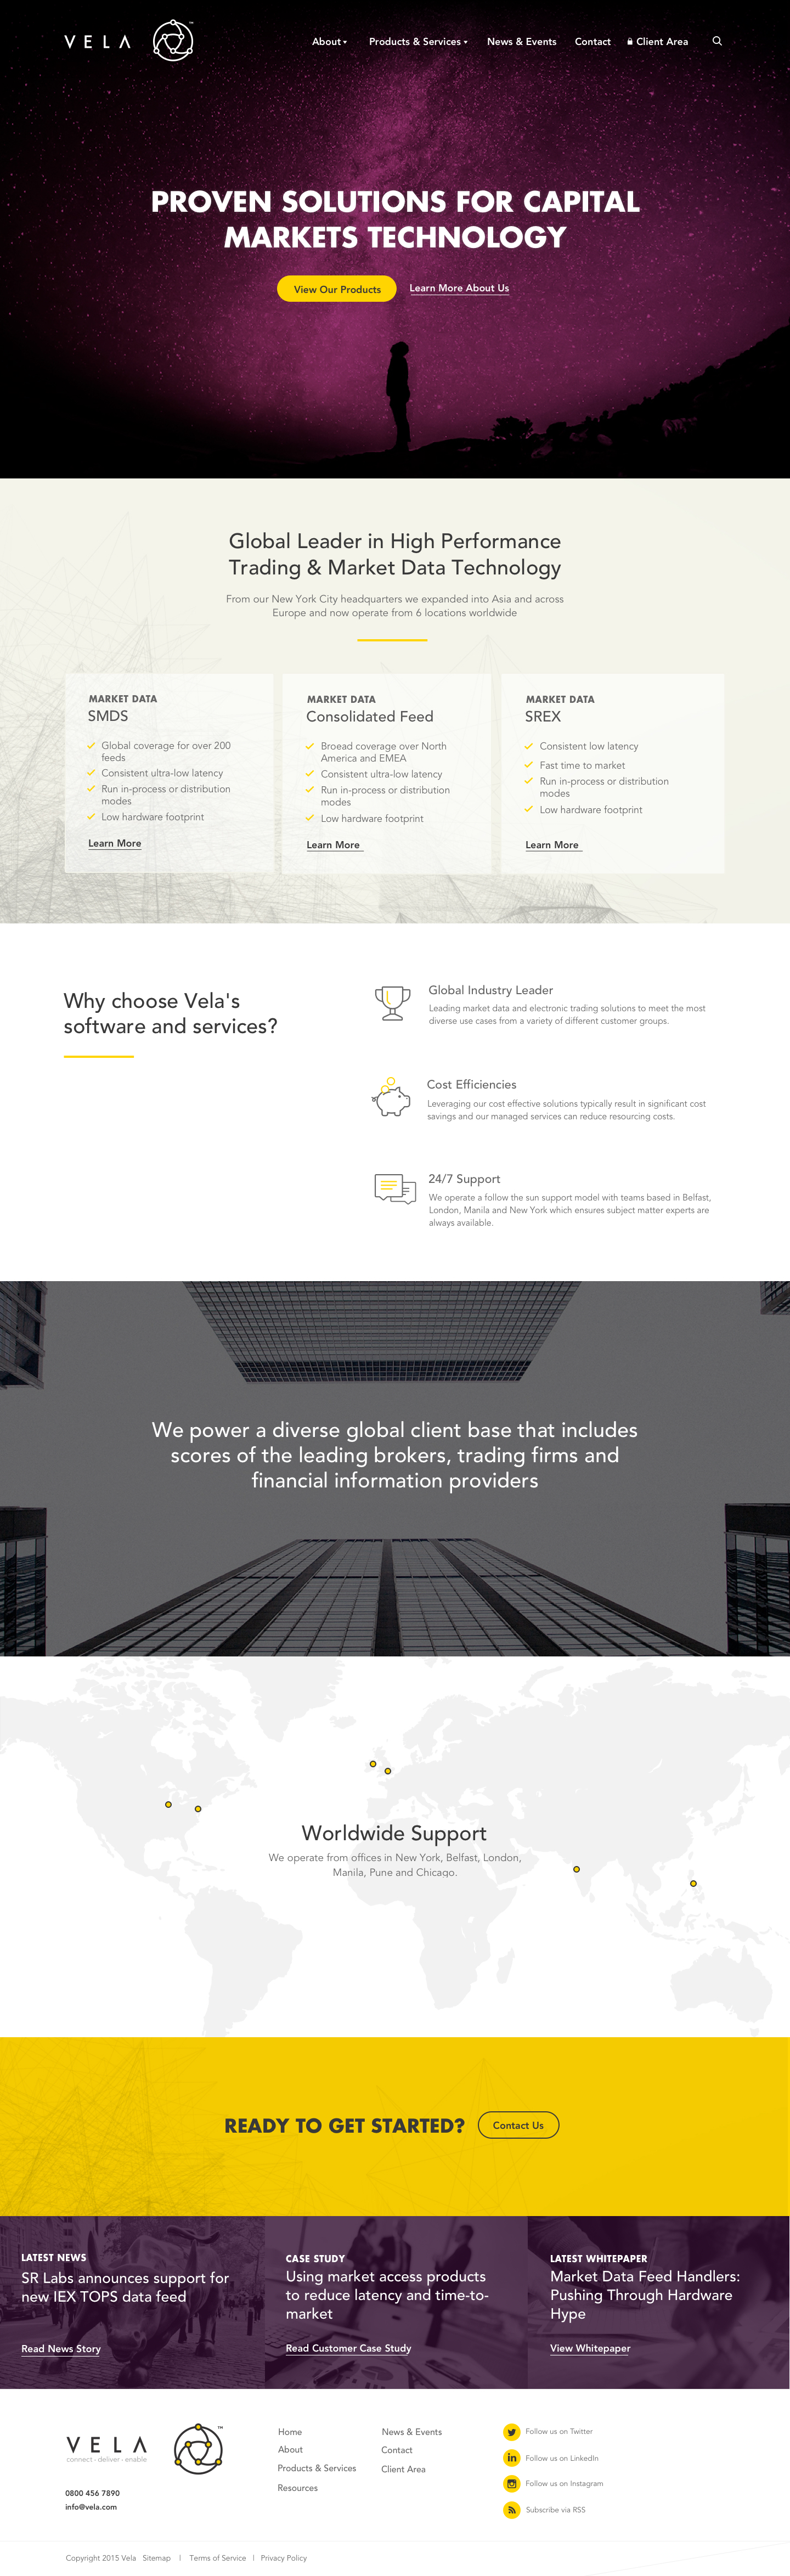 VELA
TM
About
Products & Services
News & Events
Contact
Client Area
PROVEN SOLUTIONS FOR CAPITAL
MARKETS TECHNOLOGY
View Our Products
Learn More About Us
Global Leader in High Performance
Trading & Market Data Technology
From our New York City headquarters we expanded into Asia and across
Europe and now operate from 6 locations worldwide
MARKET DATA
SMDS
Global coverage for over 200
feeds
Consistent ultra-low latency
Run in-process or distribution
modes
Low hardware footprint
Learn More
MARKET DATA
Consolidated Feed
Broead coverage over North
America and EMEA
Consistent ultra-low latency
Run in-process or distribution
modes
Low hardware footprint
Learn More
MARKET DATA
SREX
Consistent low latency
Fast time to market
Run in-process or distribution
modes
Low hardware footprint
Learn More
Why choose Vela's
software and services?
Global Industry Leader
Leading market data and electronic trading solutions to meet the most
diverse use cases from a variety of different customer groups.
Cost Efficiencies
Leveraging our cost effective solutions typically result in significant cost
savings and our managed services can reduce resourcing costs.
24/7 Support
We operate a follow the sun support model with teams based in Belfast,
London, Manila and New York which ensures subject matter experts are
always available.
We power a diverse global client base that includes
scores of the leading brokers, trading firms and
financial information providers
Worldwide Support
We operate from offices in New York, Belfast, London,
Manila, Pune and Chicago.
READY TO GET STARTED?
Contact Us
LATEST NEWS
SR Labs announces support for
new IEX TOPS data feed
Read News Story
CASE STUDY
Using market access products
to reduce latency and time-to-
market
Read Customer Case Study
LATEST WHITEPAPER
Market Data Feed Handlers:
Pushing Through Hardware
Hype
View Whitepaper
VELA
TM
connect - deliver - enable
0800 456 7890
info@vela.com
Home
About
Products & Services
Resources
News & Events
Contact
Client Area
Follow us on Twitter
Follow us on LinkedIn
Follow us on Instagram
Subscribe via RSS
Copyright 2015 Vela Sitemap | Terms of Service | Privacy Policy